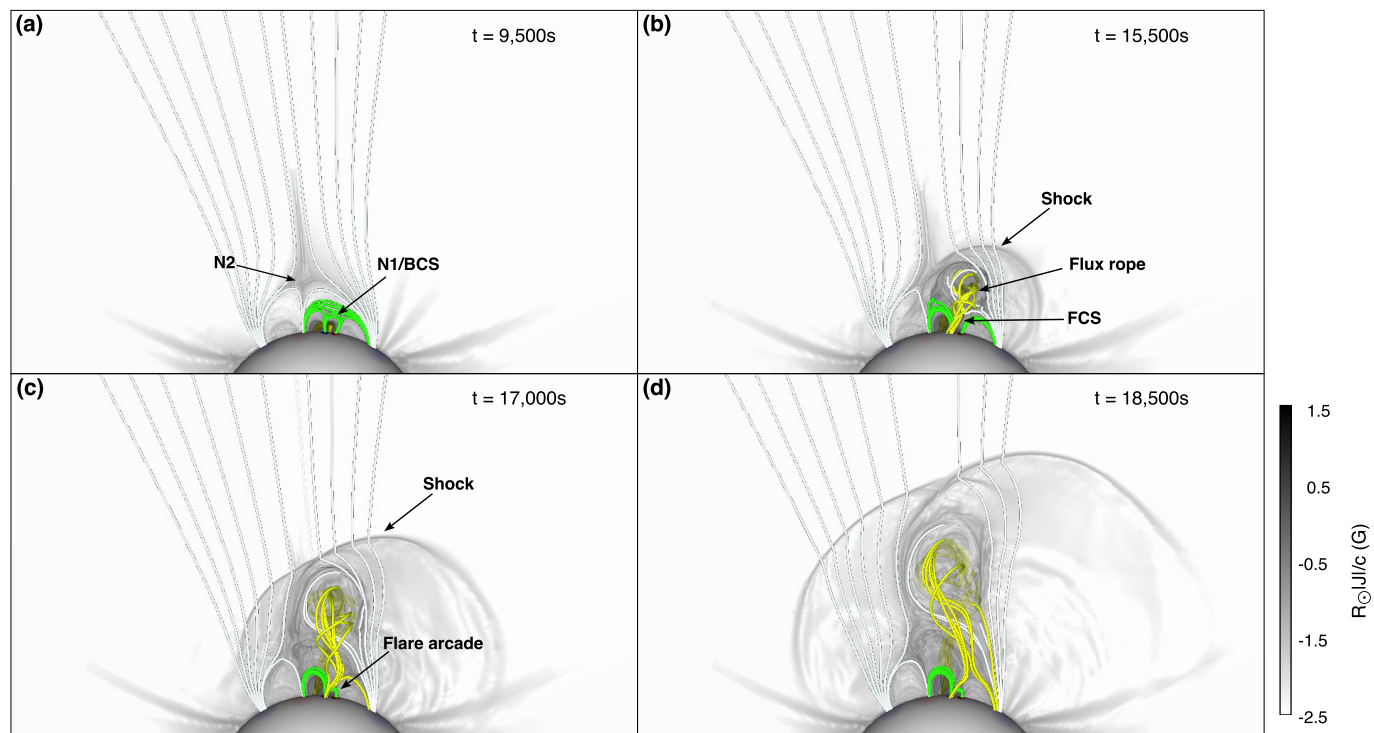 (a)
t = 9,500s
N2
N1/BCS
(b)
t = 15,500s
Shock
Flux rope
FCS
(c)
t = 17,000s
Shock
Flare arcade
(d)
t = 18,500s
1.5
0.5
-0.5
-1.5
-2.5
R⊙|J|/c (G)